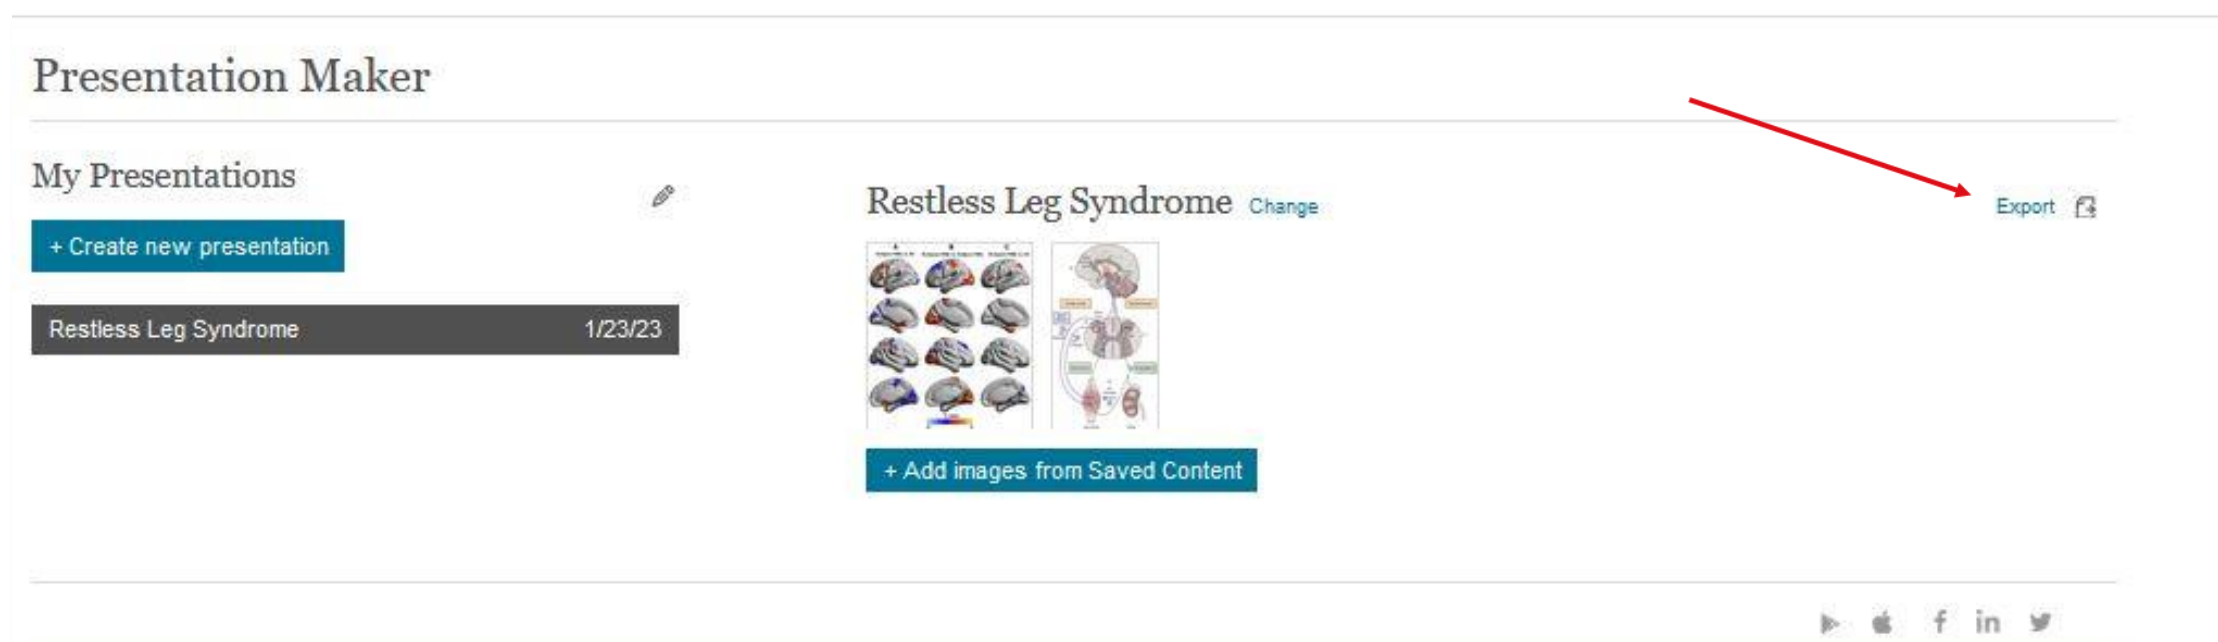 Presentation Maker
My Presentations
+ Create new presentation
Restless Leg Syndrome 1/23/23
Restless Leg Syndrome Change
Export
A B C
+ Add images from Saved Content